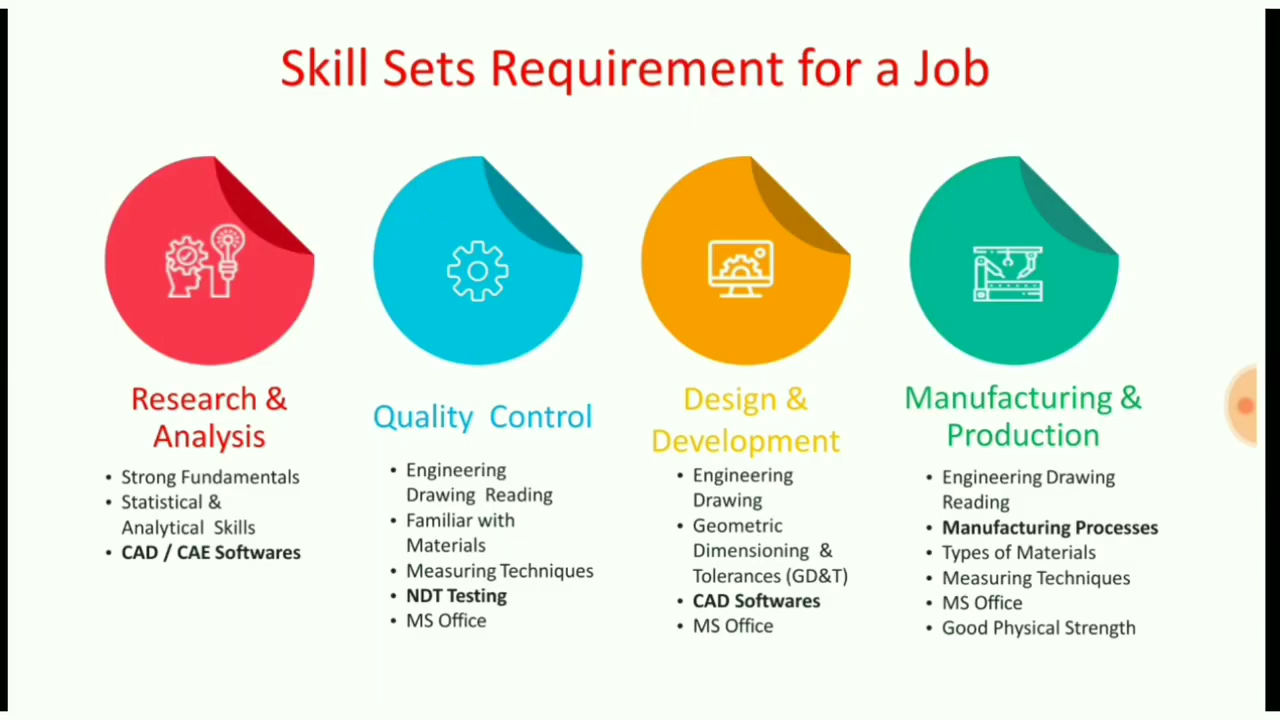 Skill Sets Requirement for a Job
Research &
Analysis
• Strong Fundamentals
• Statistical &
Analytical Skills
• CAD / CAE Softwares
Quality Control
• Engineering
Drawing Reading
• Familiar with
Materials
• Measuring Techniques
• NDT Testing
• MS Office
Design &
Development
• Engineering
Drawing
• Geometric
Dimensioning &
Tolerances (GD&T)
• CAD Softwares
• MS Office
Manufacturing &
Production
• Engineering Drawing
Reading
• Manufacturing Processes
• Types of Materials
• Measuring Techniques
• MS Office
• Good Physical Strength